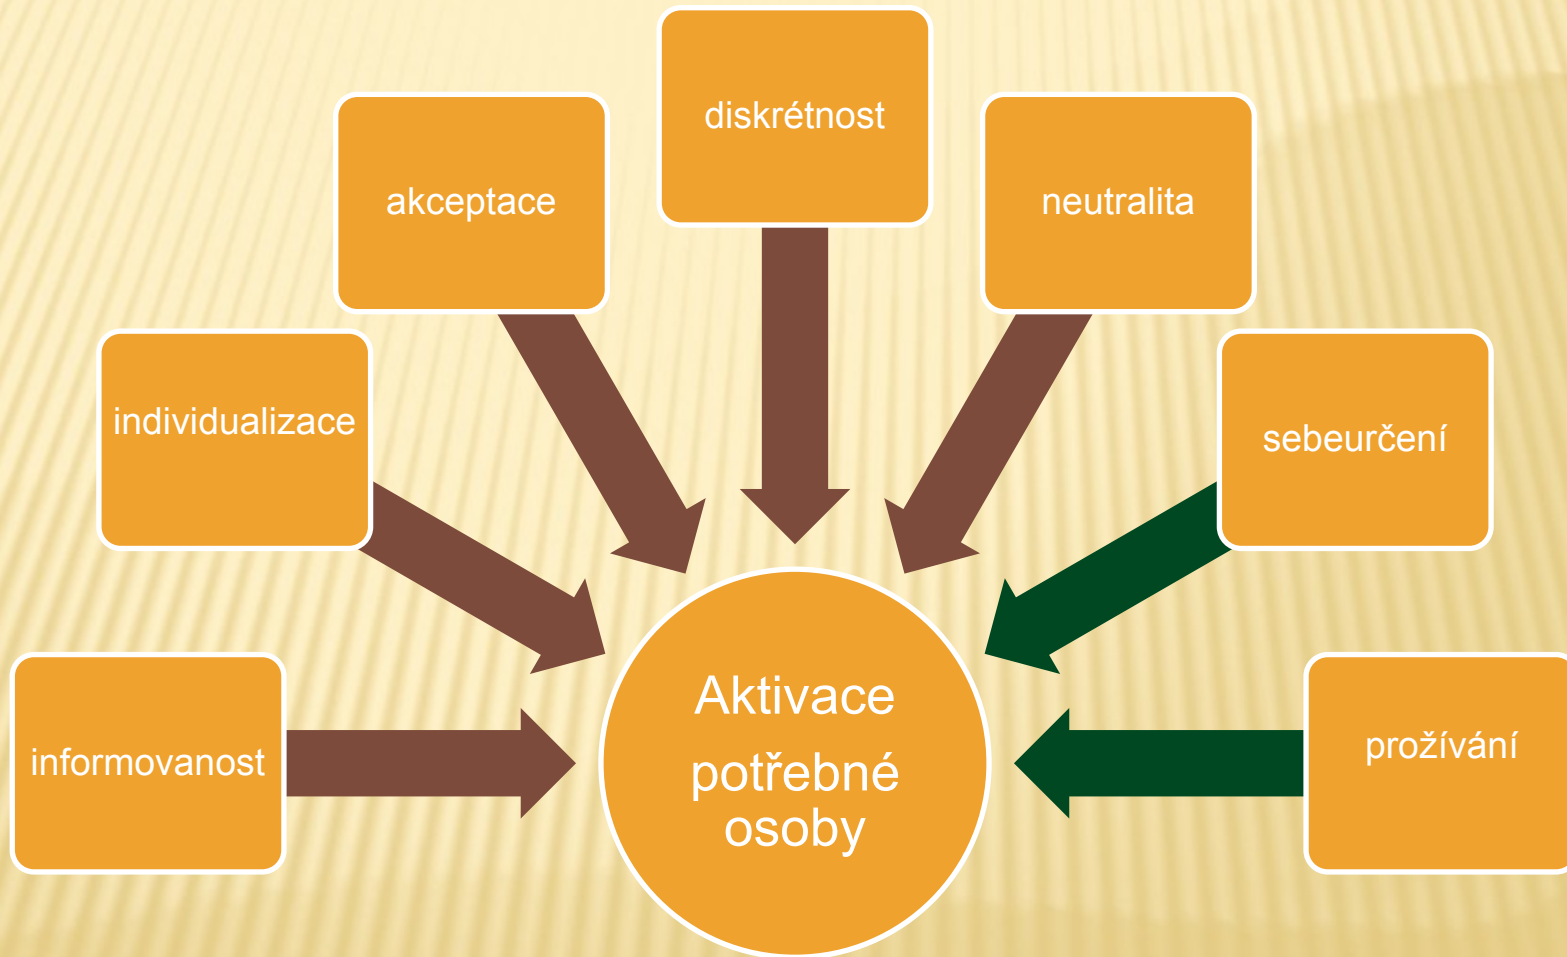 diskrétnost
akceptace
neutralita
individualizace
sebeurčení
informovanost
Aktivace
potřebné
osoby
prožívání